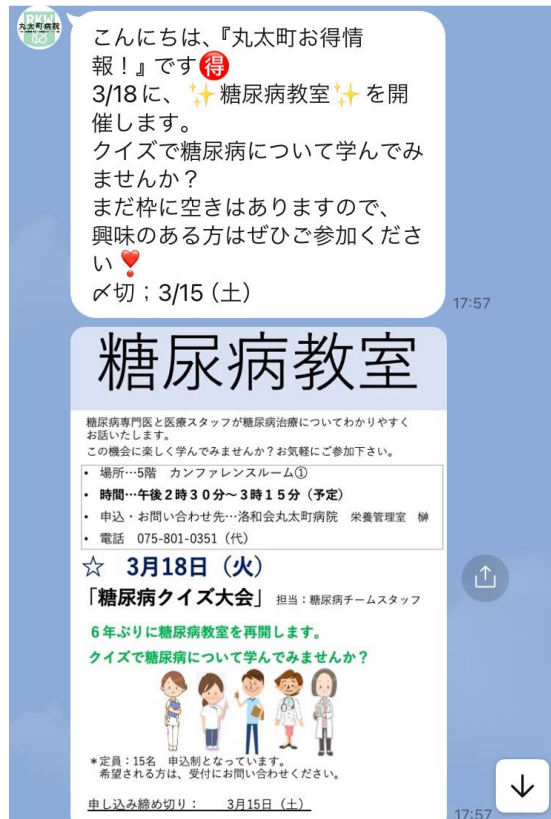 RKW
丸太町病院
こんにちは、『丸太町お得情
報！』です🉐
3/18に、✨糖尿病教室✨を開
催します。
クイズで糖尿病について学んでみ
ませんか？
まだ枠に空きはありますので、
興味のある方はぜひご参加くださ
い❣️
〆切；3/15（土）
17:57
糖尿病教室
糖尿病専門医と医療スタッフが糖尿病治療についてわかりやすく
お話いたします。
この機会に楽しく学んでみませんか？お気軽にご参加下さい。
・ 場所…5階　カンファレンスルーム①
・ 時間…午後２時３０分～３時１５分（予定）
・ 申込・お問い合わせ先…洛和会丸太町病院　栄養管理室　榊
・ 電話　075-801-0351（代）
☆　3月18日（火）
「糖尿病クイズ大会」 担当：糖尿病チームスタッフ
６年ぶりに糖尿病教室を再開します。
クイズで糖尿病について学んでみませんか？
＊定員：15名　申込制となっています。
希望される方は、受付にお問い合わせください。
申し込み締め切り：　　3月15日（土）
17:57